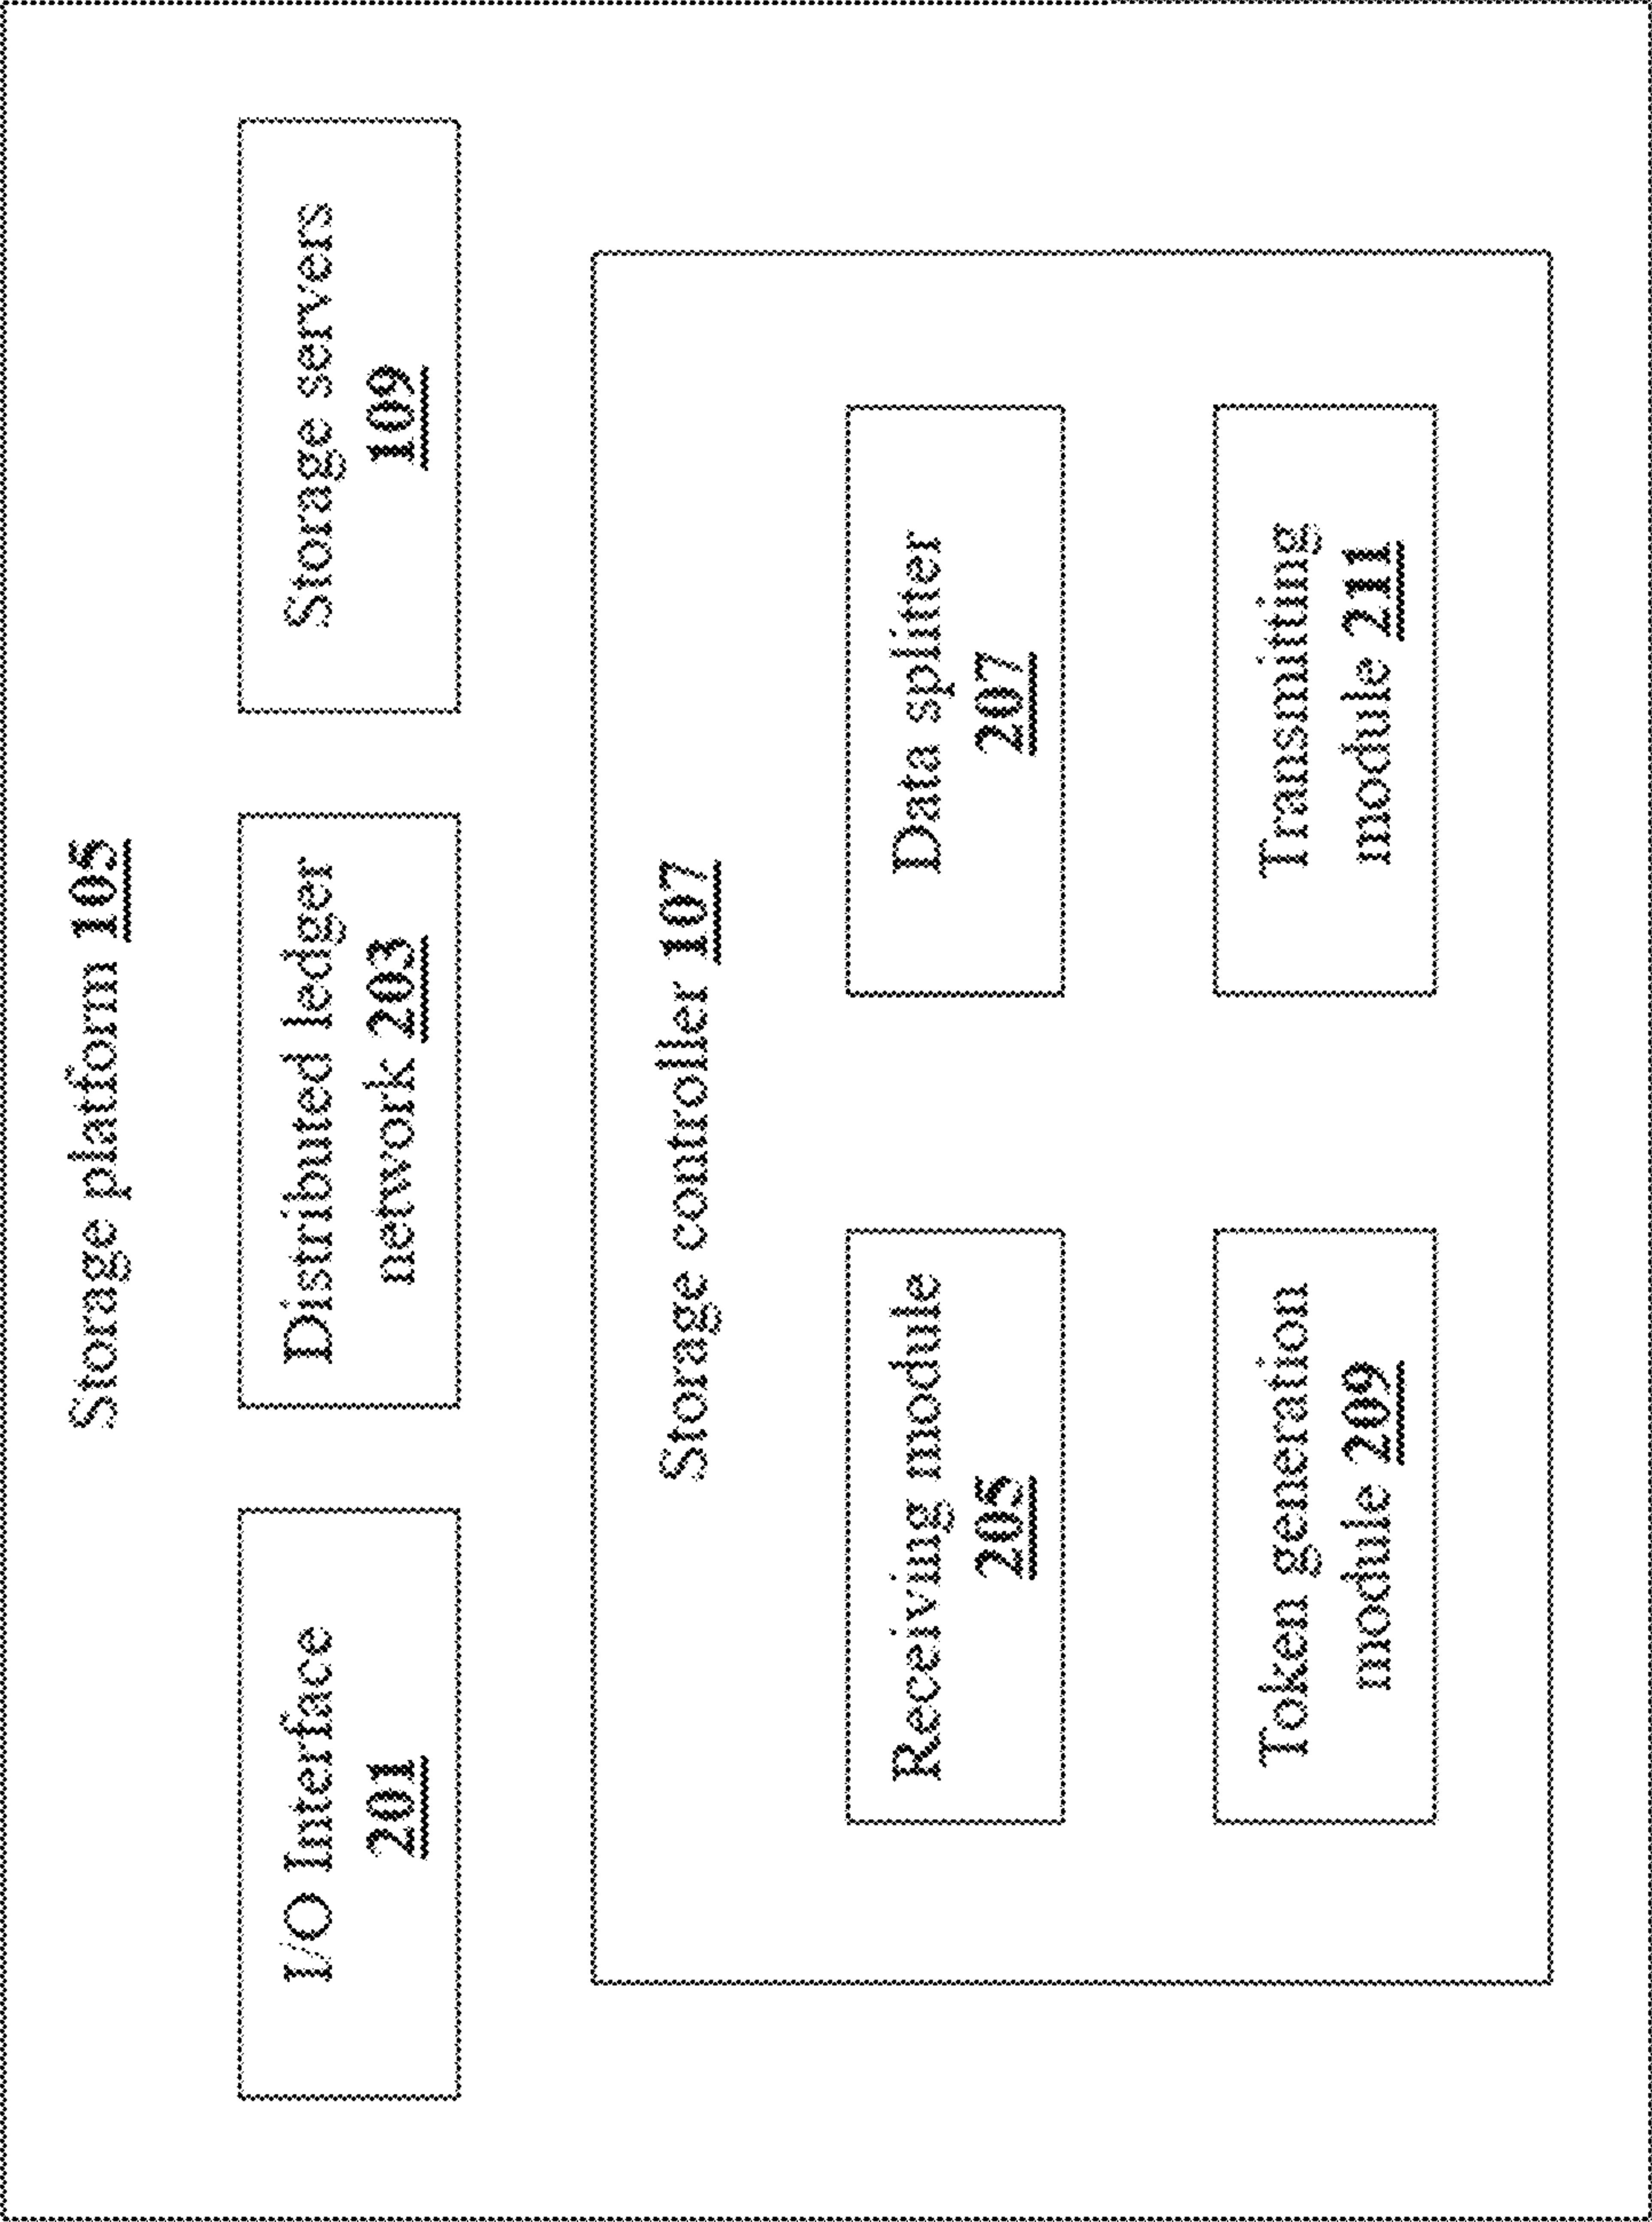 Storage platform 105
I/O Interface
201
Distributed ledger
network 203
Storage servers
109
Storage controller 107
Receiving module
205
Data splitter
207
Token generation
module 209
Transmitting
module 211